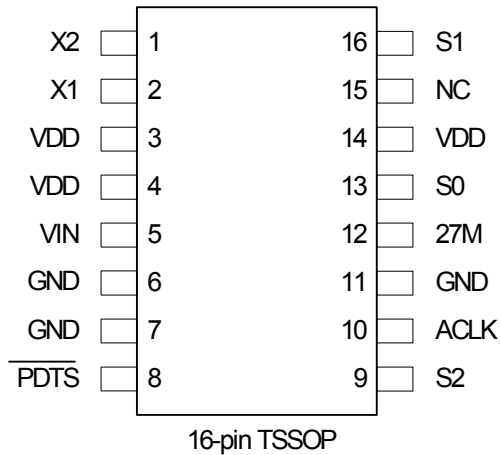 X2 1 16 S1
X1 2 15 NC
VDD 3 14 VDD
VDD 4 13 S0
VIN 5 12 27M
GND 6 11 GND
GND 7 10 ACLK
PDTS 8 9 S2
16-pin TSSOP